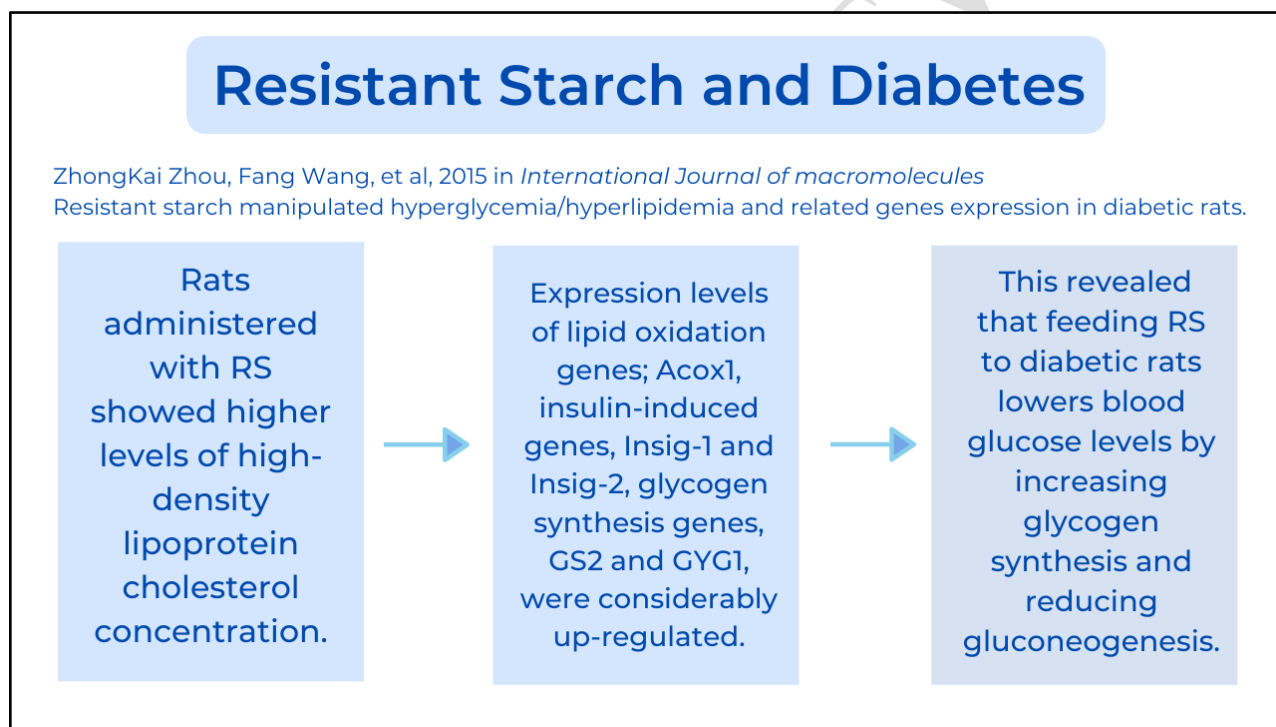 Resistant Starch and Diabetes
ZhongKai Zhou, Fang Wang, et al, 2015 in International Journal of macromolecules
Resistant starch manipulated hyperglycemia/hyperlipidemia and related genes expression in diabetic rats.
Rats
administered
with RS
showed higher
levels of high-
density
lipoprotein
cholesterol
concentration.
Expression levels
of lipid oxidation
genes; Acox1,
insulin-induced
genes, Insig-1 and
Insig-2, glycogen
synthesis genes,
GS2 and GYG1,
were considerably
up-regulated.
This revealed
that feeding RS
to diabetic rats
lowers blood
glucose levels by
increasing
glycogen
synthesis and
reducing
gluconeogenesis.